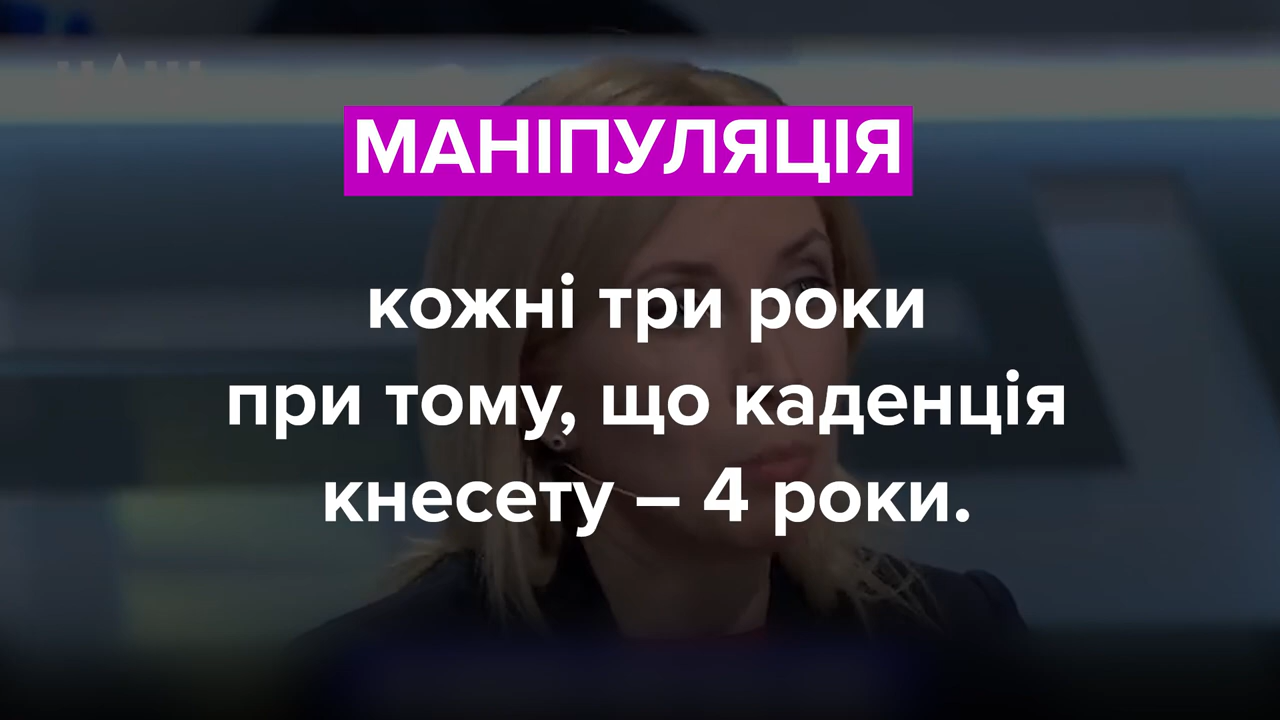 МАНІПУЛЯЦІЯ
кожні три роки
при тому, що каденція
кнесету – 4 роки.